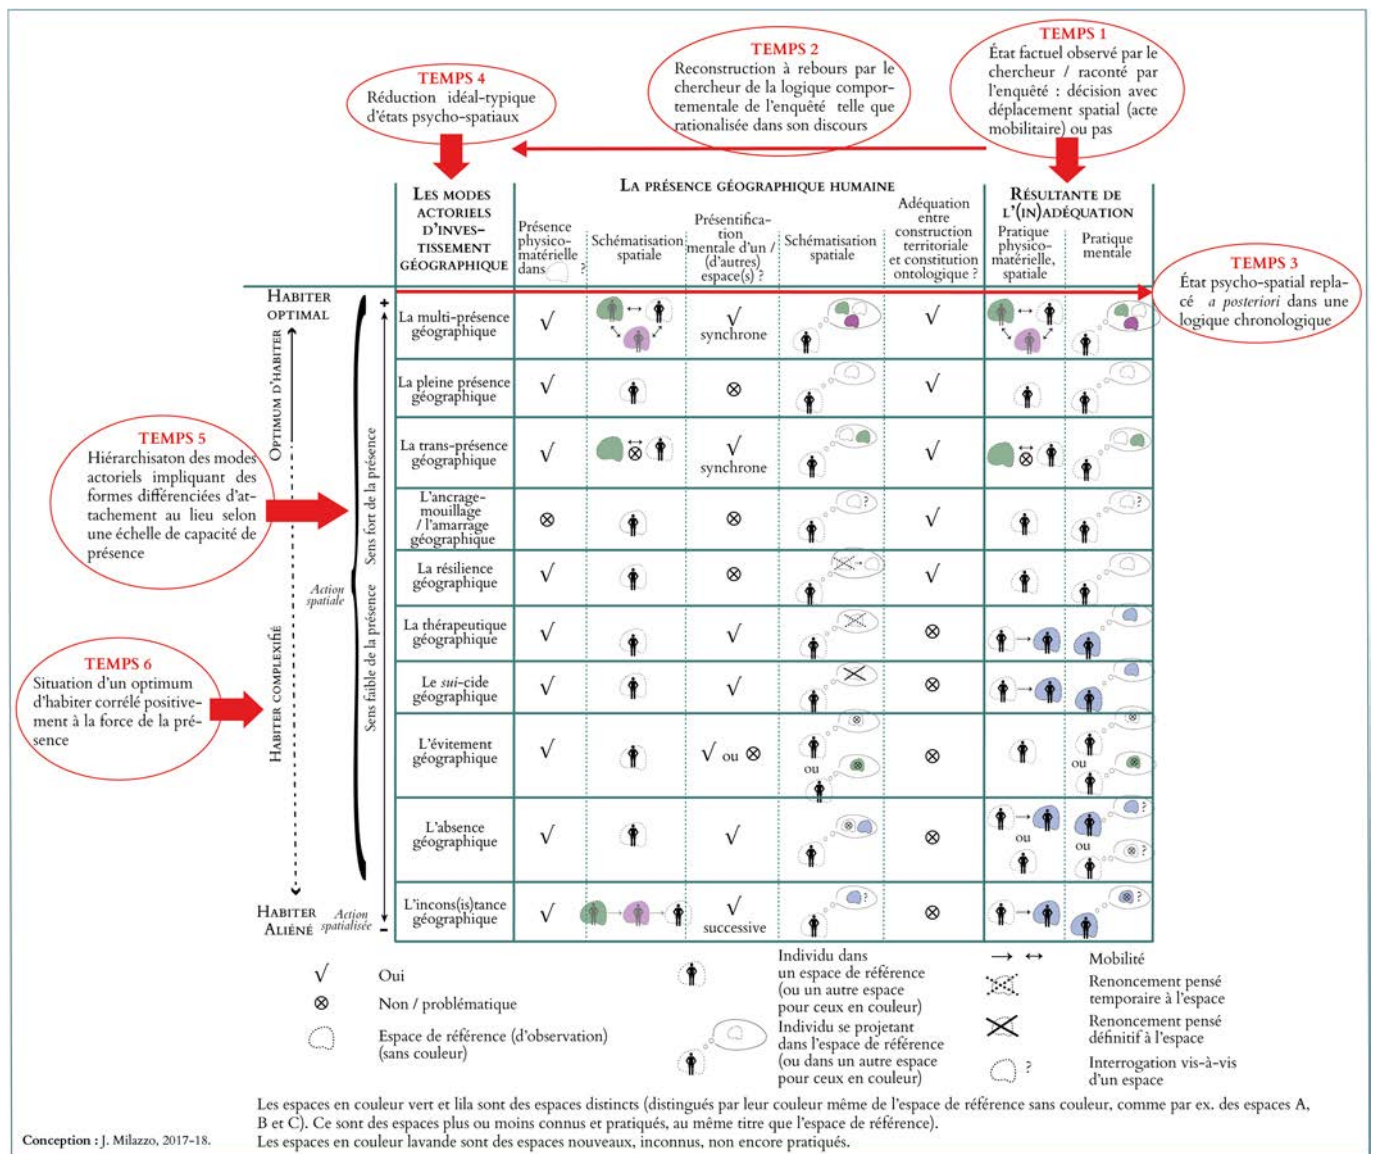 TEMPS 1
État factuel observé par le
chercheur / raconté par
l'enquêté : décision avec
déplacement spatial (acte
mobilitaire) ou pas
TEMPS 2
Reconstruction à rebours par le
chercheur de la logique compor-
tementale de l'enquêté telle que
rationalisée dans son discours
TEMPS 4
Réduction idéal-typique
d'états psycho-spatiaux
LES MODES
ACTORIELS
D'INVES-
TISSEMENT
GÉOGRAPHIQUE
LA PRÉSENCE GÉOGRAPHIQUE HUMAINE
RÉSULTANTE DE
L'(IN)ADÉQUATION
Présence
physico-
matérielle
dans ?
Schématisation
spatiale
Présentifica-
tion
mentale d'un /
(d'autres)
espace(s) ?
Schématisation
spatiale
Adéquation
entre
construction
territoriale
et constitution
ontologique ?
Pratique
physico-
matérielle,
spatiale
Pratique
mentale
TEMPS 3
État psycho-spatial repla-
cé a posteriori dans une
logique chronologique
HABITER
OPTIMAL
+
OPTIMUM D'HABITER
HABITER COMPLEXIFIÉ
Sens fort de la présence
Sens faible de la présence
Action
spatiale
HABITER
ALIÉNÉ
Action
spatialisée
–
TEMPS 5
Hiérarchisaton des modes
actoriels impliquant des
formes différenciées d'at-
tachement au lieu selon
une échelle de capacité de
présence
TEMPS 6
Situation d'un optimum
d'habiter corrélé positive-
ment à la force de la pré-
sence
La multi-présence
géographique
√
√
synchrone
√
La pleine présence
géographique
√
√
La trans-présence
géographique
√
√
synchrone
√
L'ancrage-
mouillage
/ l'amarrage
géographique
?
√
?
La résilience
géographique
√
√
La thérapeutique
géographique
√
√
Le sui-cide
géographique
√
√
L'évitement
géographique
√
√ ou
ou
ou
L'absence
géographique
√
√
ou
?
ou
?
L'incons(is)tance
géographique
√
√
successive
?
?
√ Oui
Non / problématique
Espace de référence (d'observation)
(sans couleur)
Individu dans
un espace de référence
(ou un autre espace
pour ceux en couleur)
Individu se projetant
dans l'espace de référence
(ou dans un autre espace
pour ceux en couleur)
Mobilité
Renoncement pensé
temporaire à l'espace
Renoncement pensé
définitif à l'espace
? Interrogation vis-à-vis
d'un espace
Les espaces en couleur vert et lila sont des espaces distincts (distingués par leur couleur même de l'espace de référence sans couleur, comme par ex. des espaces A,
B et C). Ce sont des espaces plus ou moins connus et pratiqués, au même titre que l'espace de référence).
Les espaces en couleur lavande sont des espaces nouveaux, inconnus, non encore pratiqués.
Conception : J. Milazzo, 2017-18.